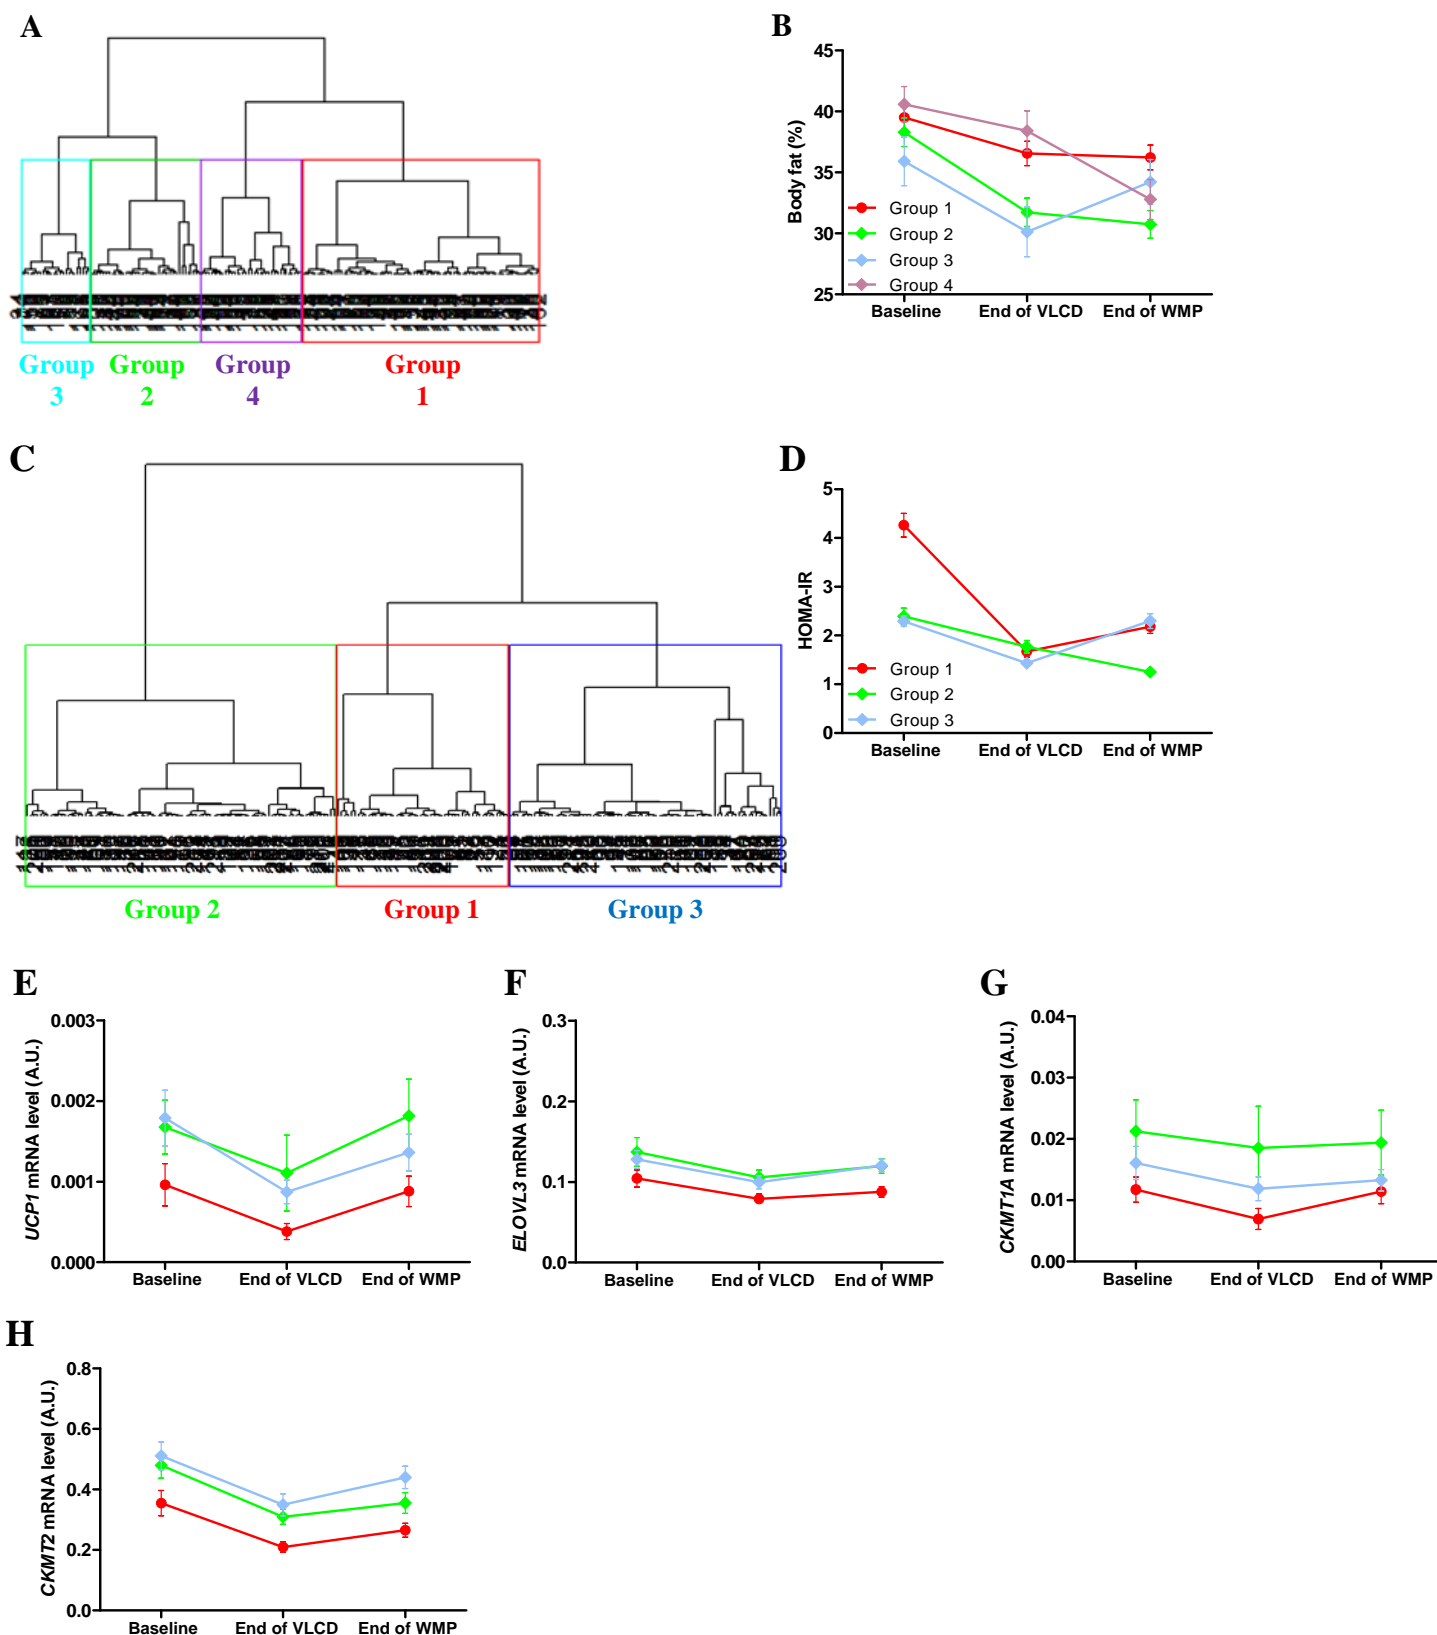 A
Group 3
Group 2
Group 4
Group 1
B
Body fat (%)
45
40
35
30
25
Group 1
Group 2
Group 3
Group 4
Baseline
End of VLCD
End of WMP
C
Group 2
Group 1
Group 3
D
HOMA-IR
5
4
3
2
1
0
Group 1
Group 2
Group 3
Baseline
End of VLCD
End of WMP
E
UCP1 mRNA level (A.U.)
0.003
0.002
0.001
0.000
Baseline
End of VLCD
End of WMP
F
ELOVL3 mRNA level (A.U.)
0.3
0.2
0.1
0.0
Baseline
End of VLCD
End of WMP
G
CKMT1A mRNA level (A.U.)
0.04
0.03
0.02
0.01
0.00
Baseline
End of VLCD
End of WMP
H
CKMT2 mRNA level (A.U.)
0.8
0.6
0.4
0.2
0.0
Baseline
End of VLCD
End of WMP